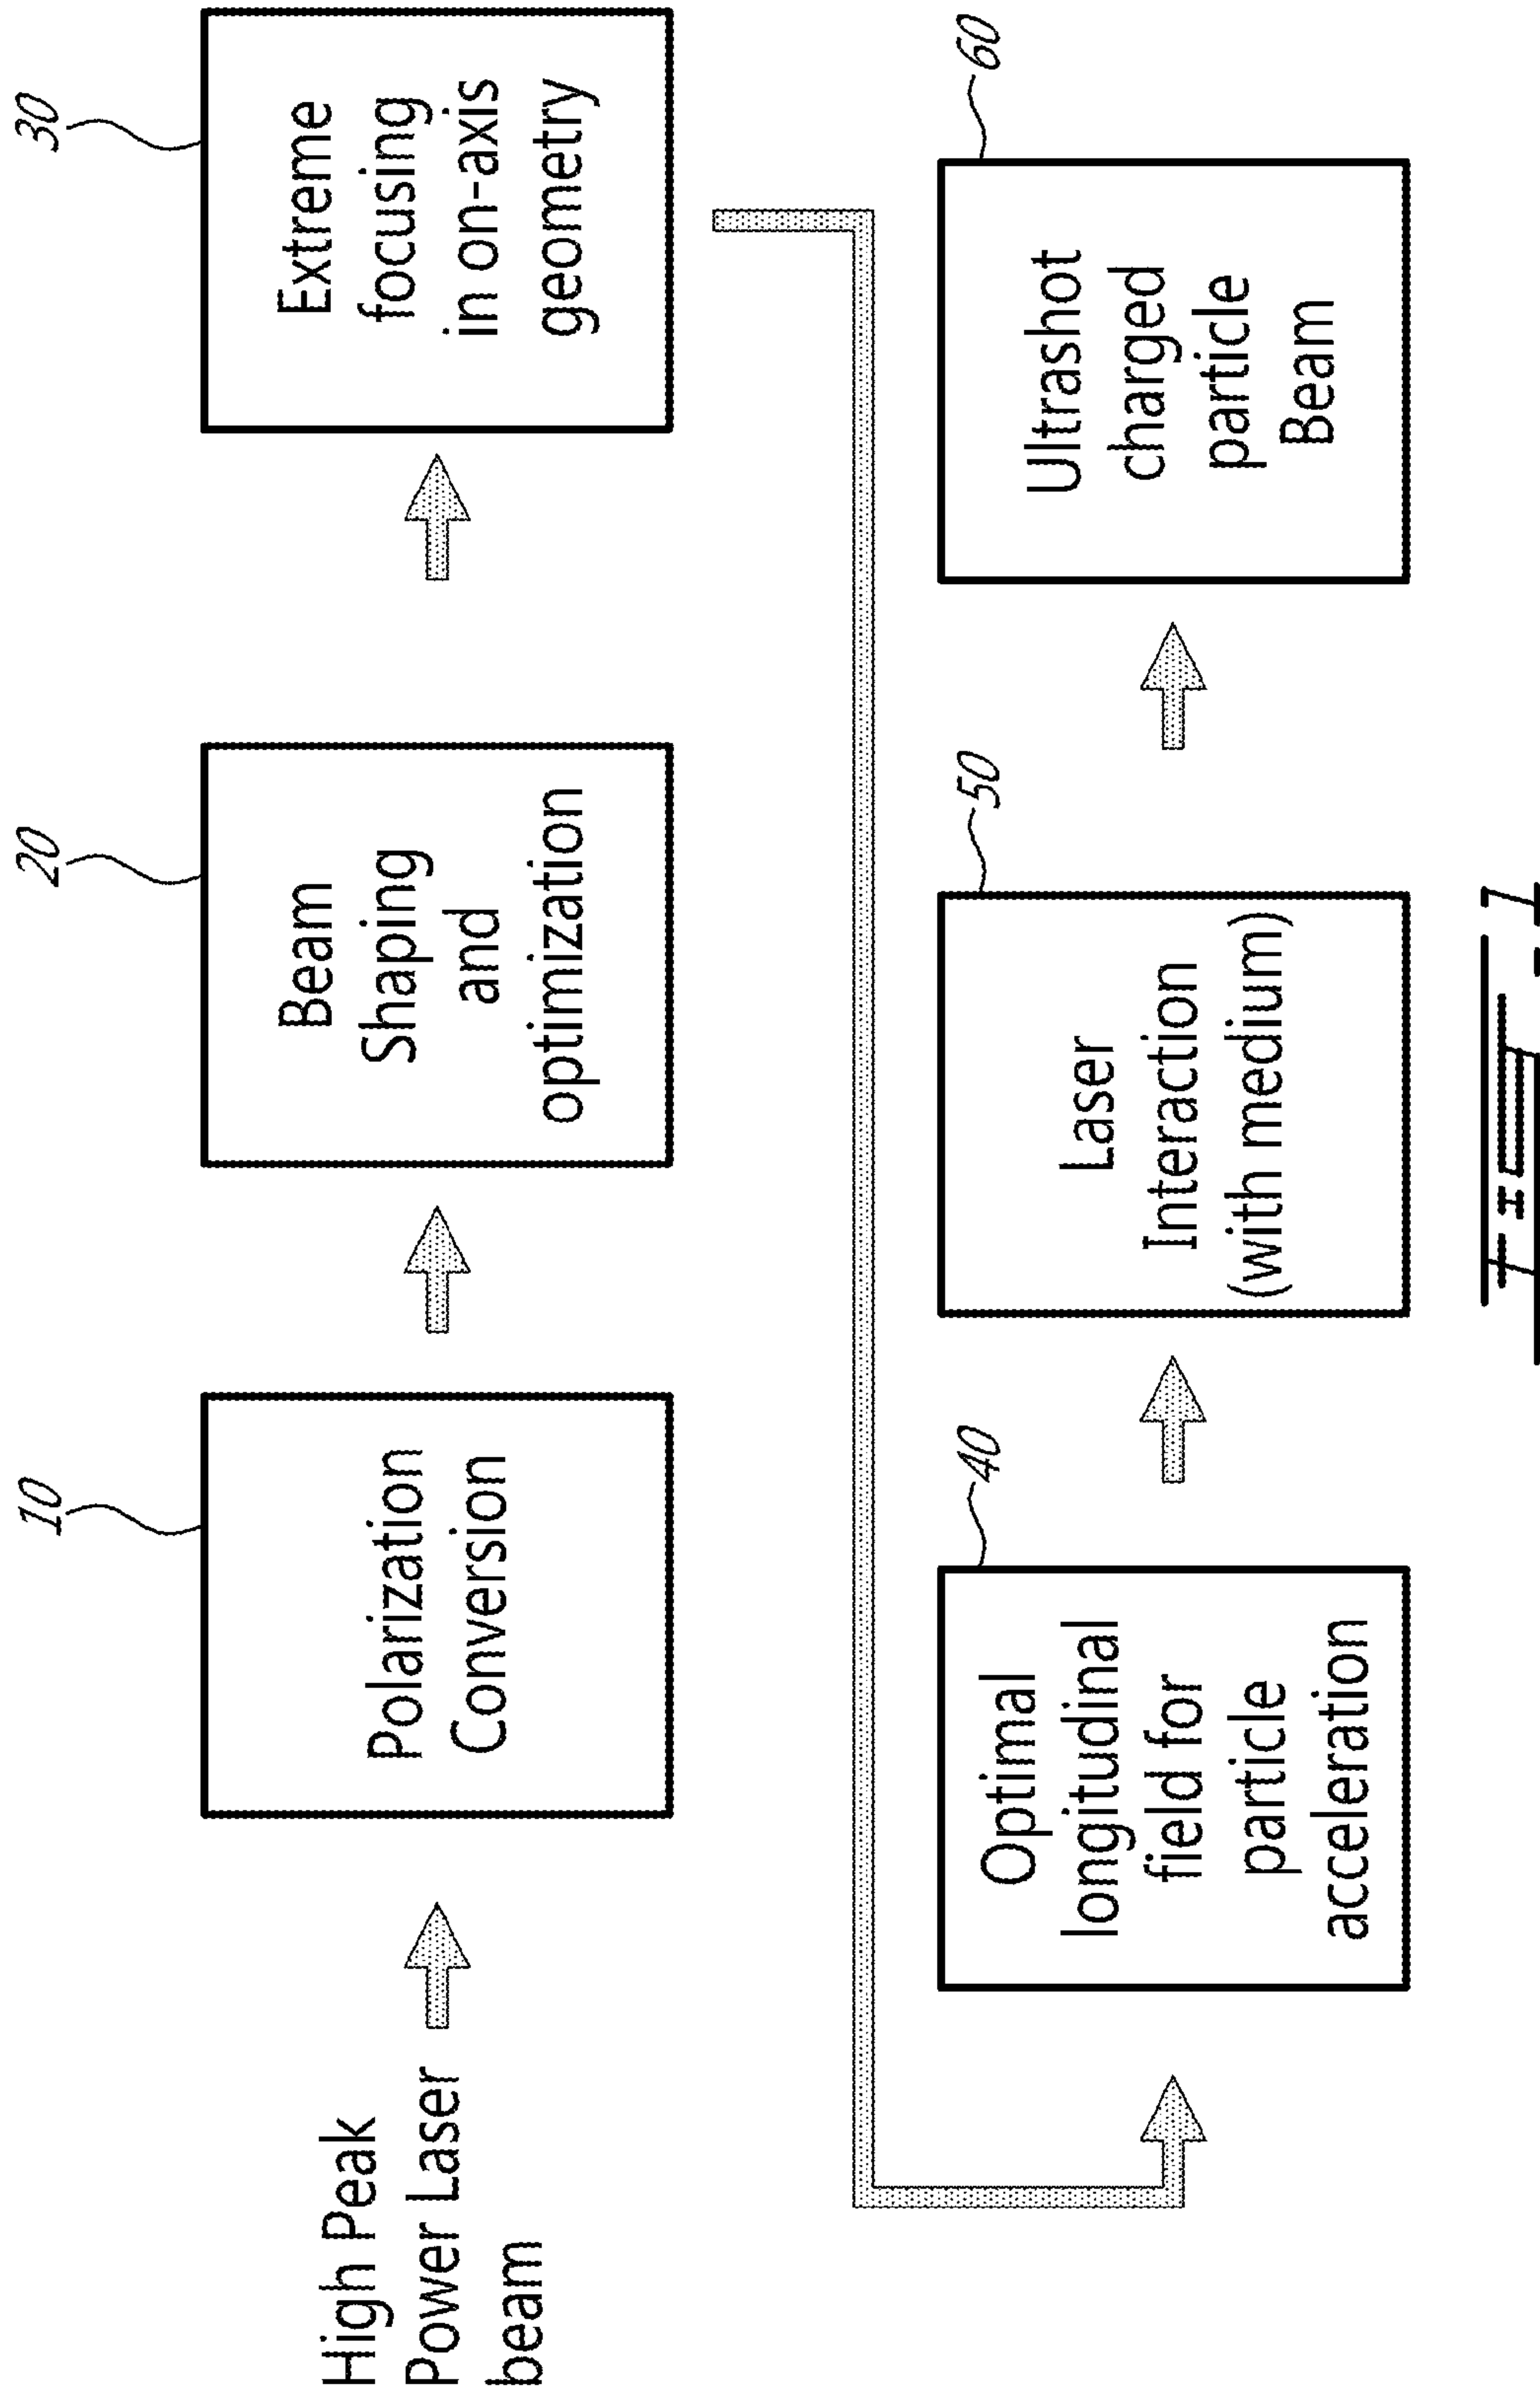 10
20
30
High Peak
Power Laser
beam
Polarization
Conversion
Beam
Shaping
and
optimization
Extreme
focusing
in on-axis
geometry
40
50
60
Optimal
longitudinal
field for
particle
acceleration
Laser
Interaction
(with medium)
Ultrashot
charged
particle
Beam